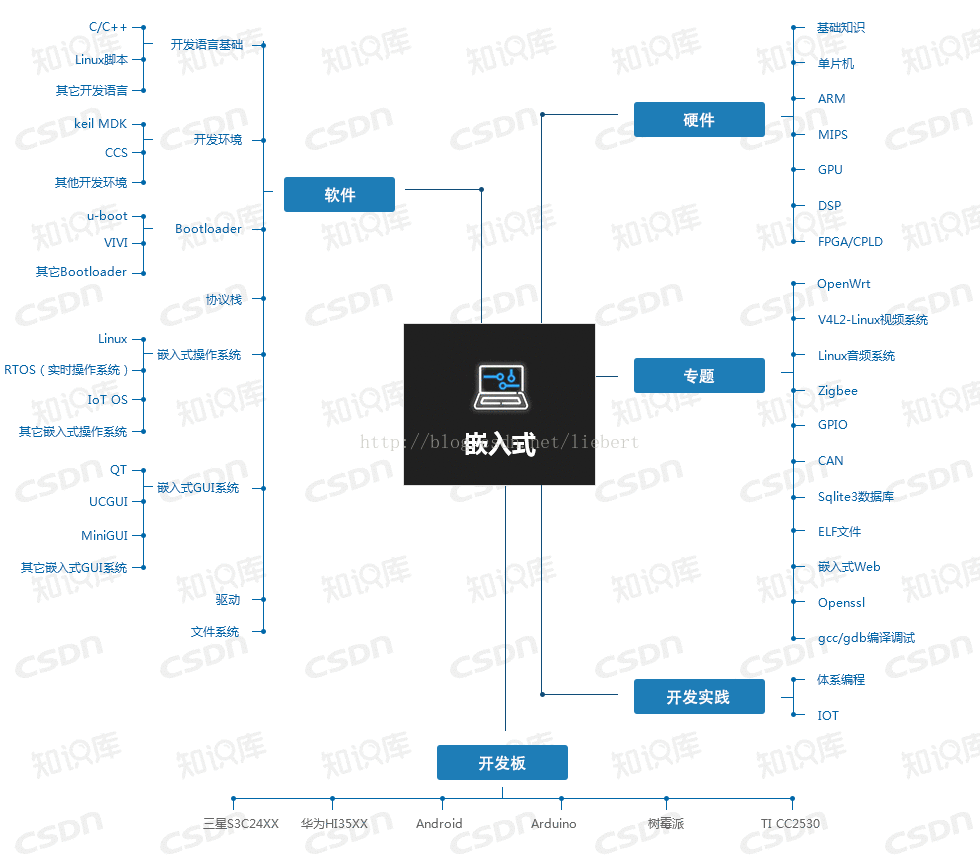 C/C++
Linux脚本
其它开发语言
开发语言基础
keil MDK
CCS
其他开发环境
开发环境
u-boot
VIVI
其它Bootloader
Bootloader
协议栈
Linux
RTOS（实时操作系统）
IoT OS
其它嵌入式操作系统
嵌入式操作系统
QT
UCGUI
MiniGUI
其它嵌入式GUI系统
嵌入式GUI系统
驱动
文件系统
软件
硬件
基础知识
单片机
ARM
MIPS
GPU
DSP
FPGA/CPLD
专题
OpenWrt
V4L2-Linux视频系统
Linux音频系统
Zigbee
GPIO
CAN
Sqlite3数据库
ELF文件
嵌入式Web
Openssl
gcc/gdb编译调试
嵌入式
http://blog.csdn.net/liebert
开发实践
体系编程
IOT
开发板
三星S3C24XX
华为HI35XX
Android
Arduino
树莓派
TI CC2530
知识库
CSDN